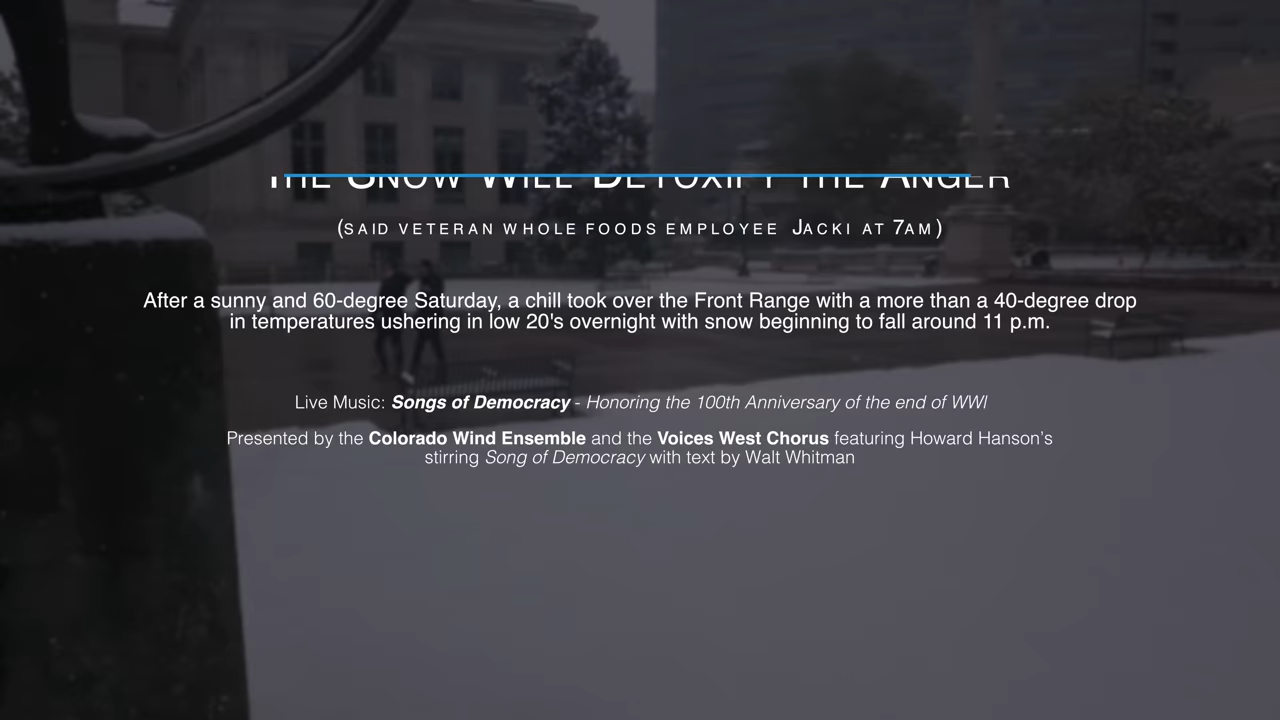 The Snow Will Detoxify the Anger
(said veteran whole foods employee Jacki at 7am)
After a sunny and 60-degree Saturday, a chill took over the Front Range with a more than a 40-degree drop
in temperatures ushering in low 20's overnight with snow beginning to fall around 11 p.m.
Live Music: Songs of Democracy - Honoring the 100th Anniversary of the end of WWI
Presented by the Colorado Wind Ensemble and the Voices West Chorus featuring Howard Hanson's
stirring Song of Democracy with text by Walt Whitman